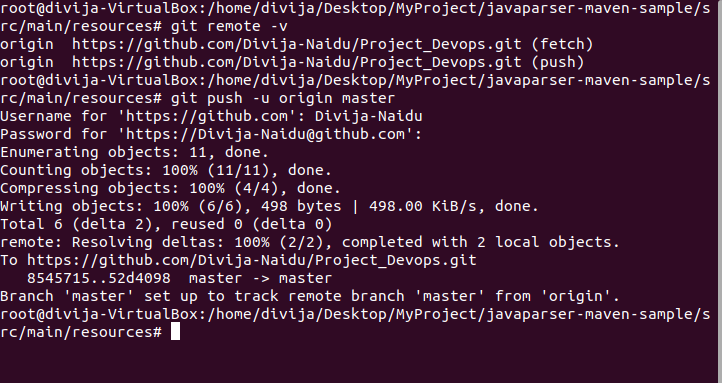 root@divija-VirtualBox:/home/divija/Desktop/MyProject/javaparser-maven-sample/s
rc/main/resources# git remote -v
origin  https://github.com/Divija-Naidu/Project_Devops.git (fetch)
origin  https://github.com/Divija-Naidu/Project_Devops.git (push)
root@divija-VirtualBox:/home/divija/Desktop/MyProject/javaparser-maven-sample/s
rc/main/resources# git push -u origin master
Username for 'https://github.com': Divija-Naidu
Password for 'https://Divija-Naidu@github.com':
Enumerating objects: 11, done.
Counting objects: 100% (11/11), done.
Compressing objects: 100% (4/4), done.
Writing objects: 100% (6/6), 498 bytes | 498.00 KiB/s, done.
Total 6 (delta 2), reused 0 (delta 0)
remote: Resolving deltas: 100% (2/2), completed with 2 local objects.
To https://github.com/Divija-Naidu/Project_Devops.git
   8545715..52d4098  master -> master
Branch 'master' set up to track remote branch 'master' from 'origin'.
root@divija-VirtualBox:/home/divija/Desktop/MyProject/javaparser-maven-sample/s
rc/main/resources#